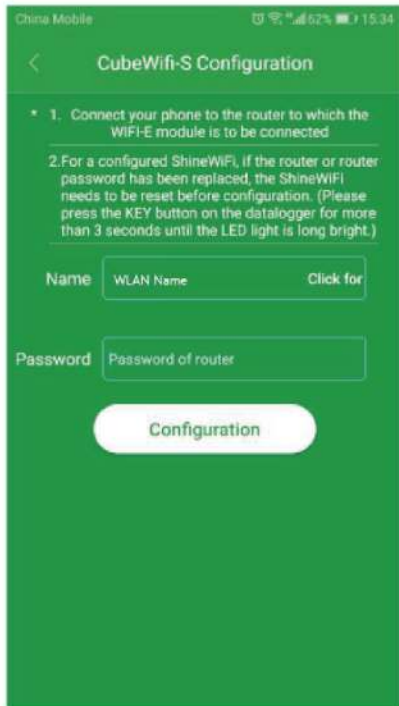 China Mobile 62% 15:34
CubeWifi-S Configuration
* 1. Connect your phone to the router to which the
WIFI-E module is to be connected
2.For a configured ShineWiFi, if the router or router
password has been replaced, the ShineWiFi
needs to be reset before configuration. (Please
press the KEY button on the datalogger for more
than 3 seconds until the LED light is long bright.)
Name WLAN Name Click for
Password Password of router
Configuration